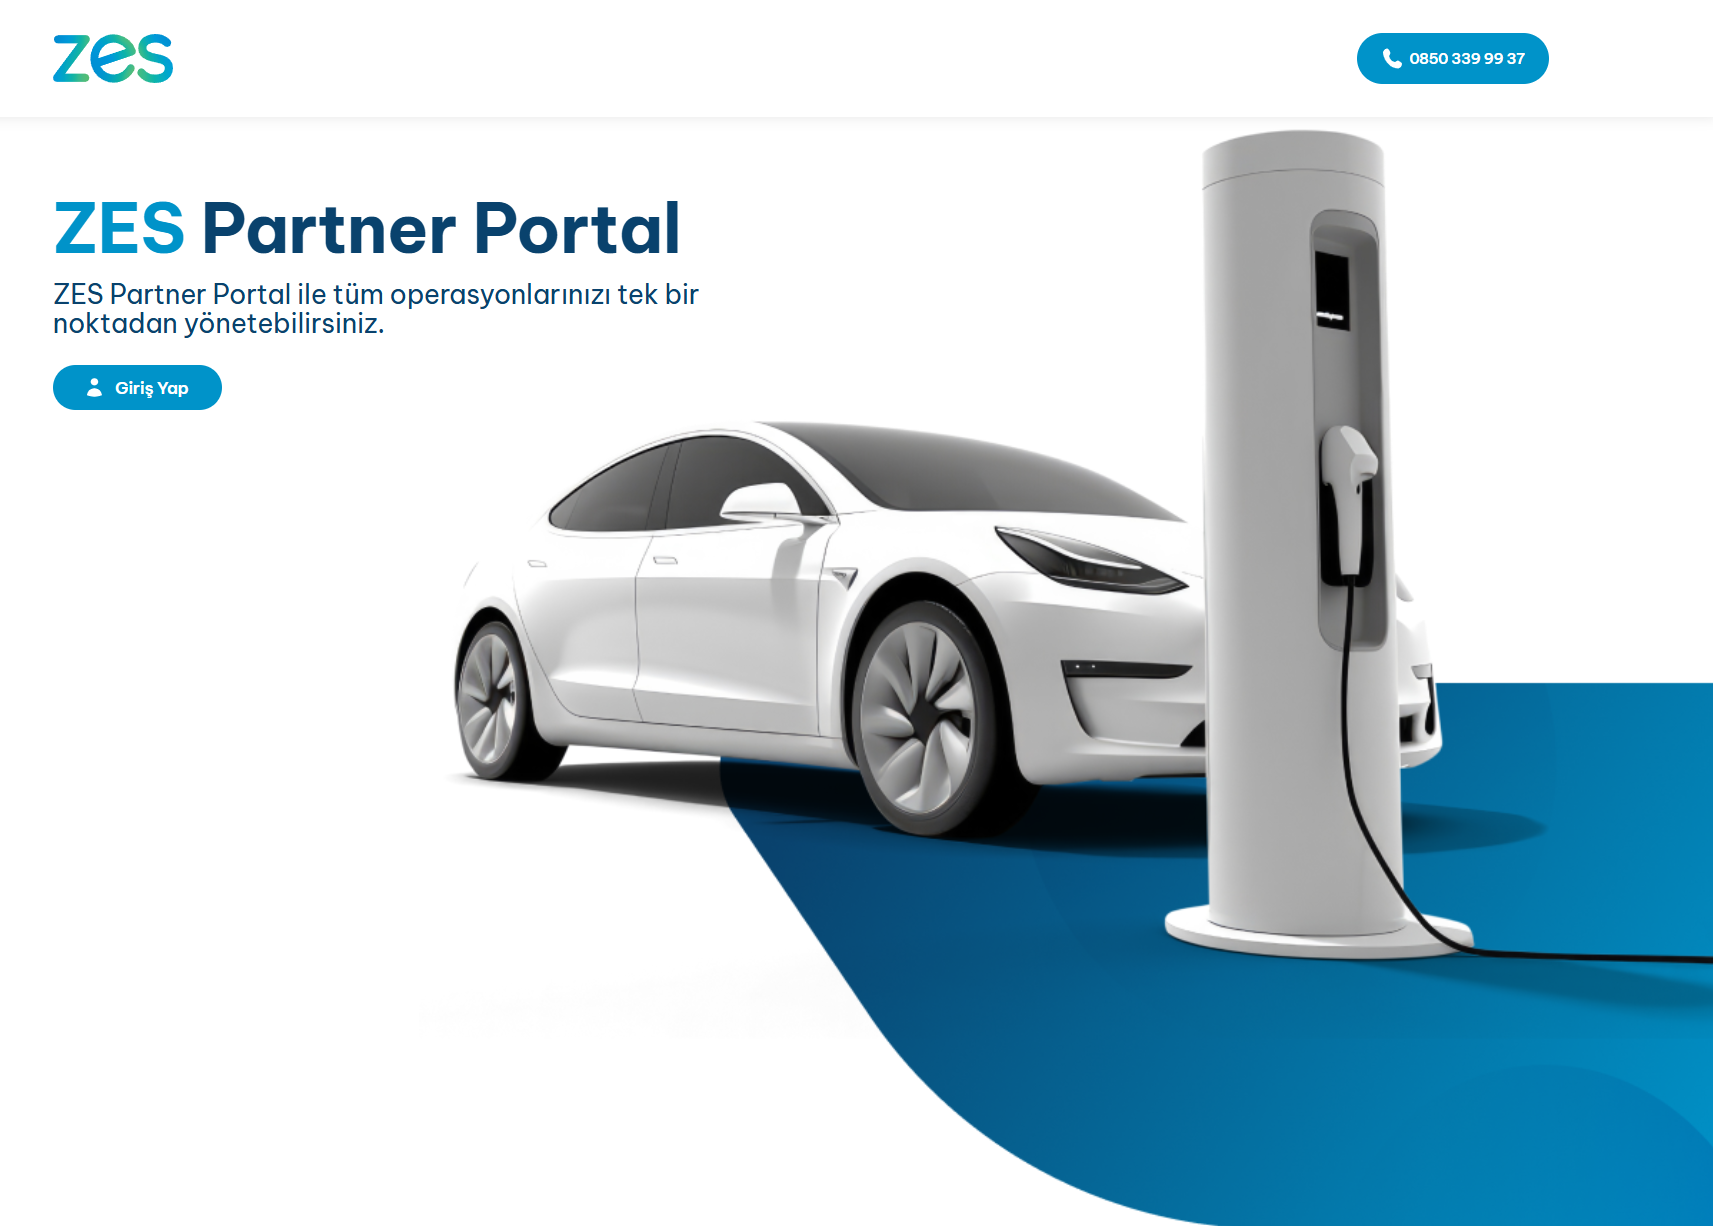 zes
0850 339 99 37
ZES Partner Portal
ZES Partner Portal ile tüm operasyonlarınızı tek bir
noktadan yönetebilirsiniz.
Giriş Yap